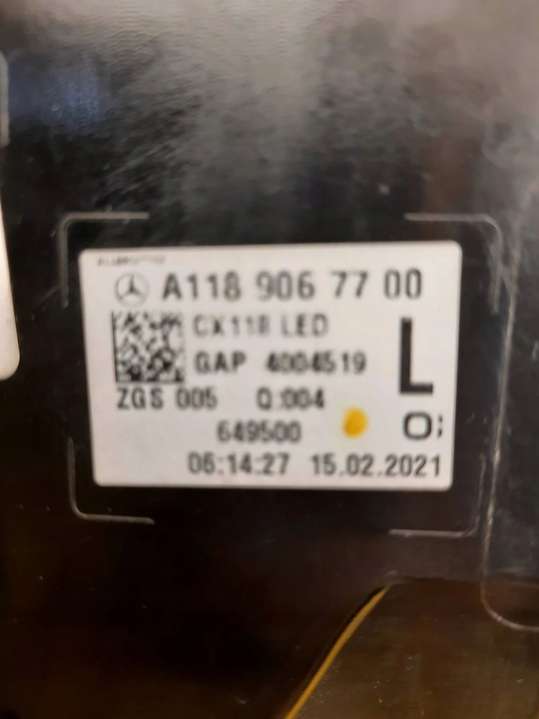 A118 906 77 00
CX118 LED
GAP 4004519
L
ZGS 005 Q:004
649500
06:14:27 15.02.2021